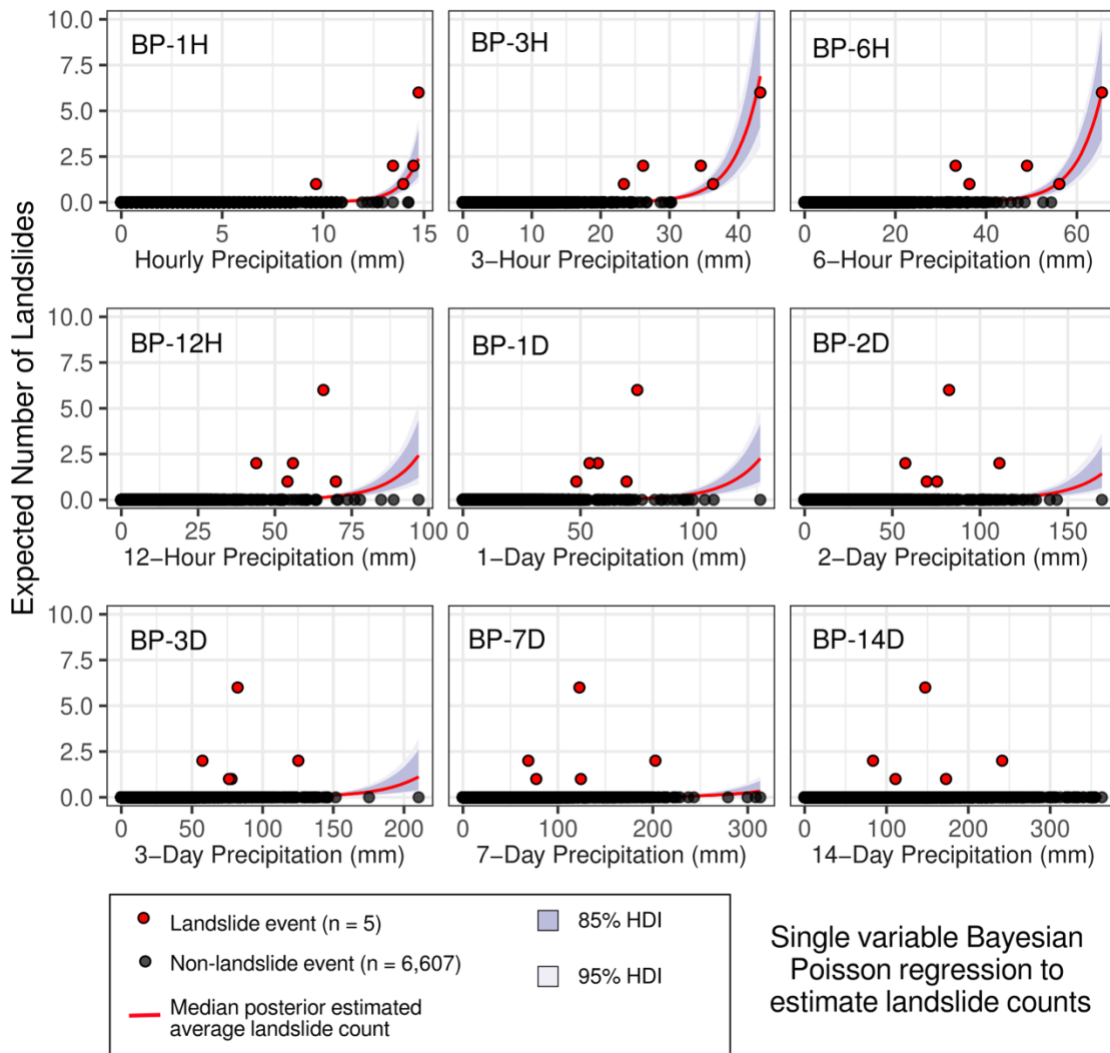 Expected Number of Landslides
10.0
7.5
5.0
2.5
0.0
BP-1H
0 5 10 15
Hourly Precipitation (mm)
BP-3H
0 10 20 30 40
3−Hour Precipitation (mm)
BP-6H
0 20 40 60
6−Hour Precipitation (mm)
10.0
7.5
5.0
2.5
0.0
BP-12H
0 25 50 75 100
12−Hour Precipitation (mm)
BP-1D
0 50 100
1−Day Precipitation (mm)
BP-2D
0 50 100 150
2−Day Precipitation (mm)
10.0
7.5
5.0
2.5
0.0
BP-3D
0 50 100 150 200
3−Day Precipitation (mm)
BP-7D
0 100 200 300
7−Day Precipitation (mm)
BP-14D
0 100 200 300
14−Day Precipitation (mm)
Landslide event (n = 5)
Non-landslide event (n = 6,607)
Median posterior estimated
average landslide count
85% HDI
95% HDI
Single variable Bayesian
Poisson regression to
estimate landslide counts